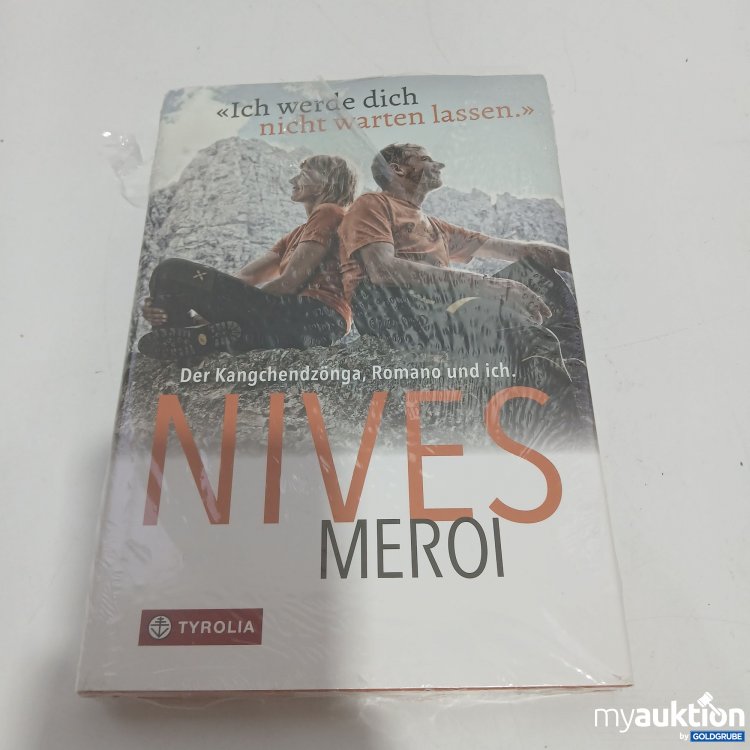 «Ich werde dich
nicht warten lassen.»
Der Kangchendzönga, Romano und ich.
NIVES
MEROI
TYROLIA
myauktion
by GOLDGRUBE